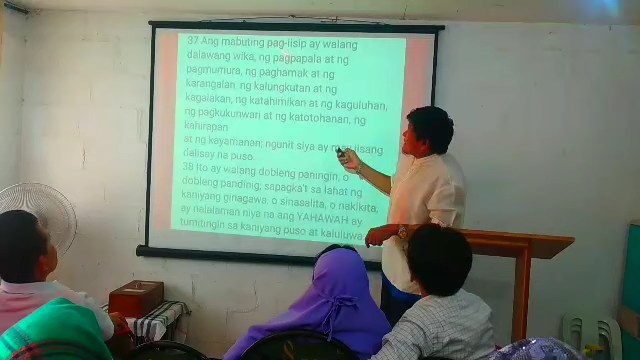 37 Ang mabuting pag-iisip ay walang
dalawang wika, ng pagpapala at ng
pagmumura, ng paghamak at ng
karangalan, ng kalungkutan at ng
kagalakan, ng katahimikan at ng kaguluhan,
ng pagkukunwari at ng katotohanan, ng
kahirapan
at ng kayamanan; ngunit siya ay may iisang
dalisay na puso.
38 Ito ay walang dobleng paningin, o
dobleng pandinig; sapagka't sa lahat ng
kaniyang ginagawa, o sinasalita, o nakikita,
ay nalalaman niya na ang YAHAWAH ay
tumitingin sa kaniyang puso at kaluluwa.